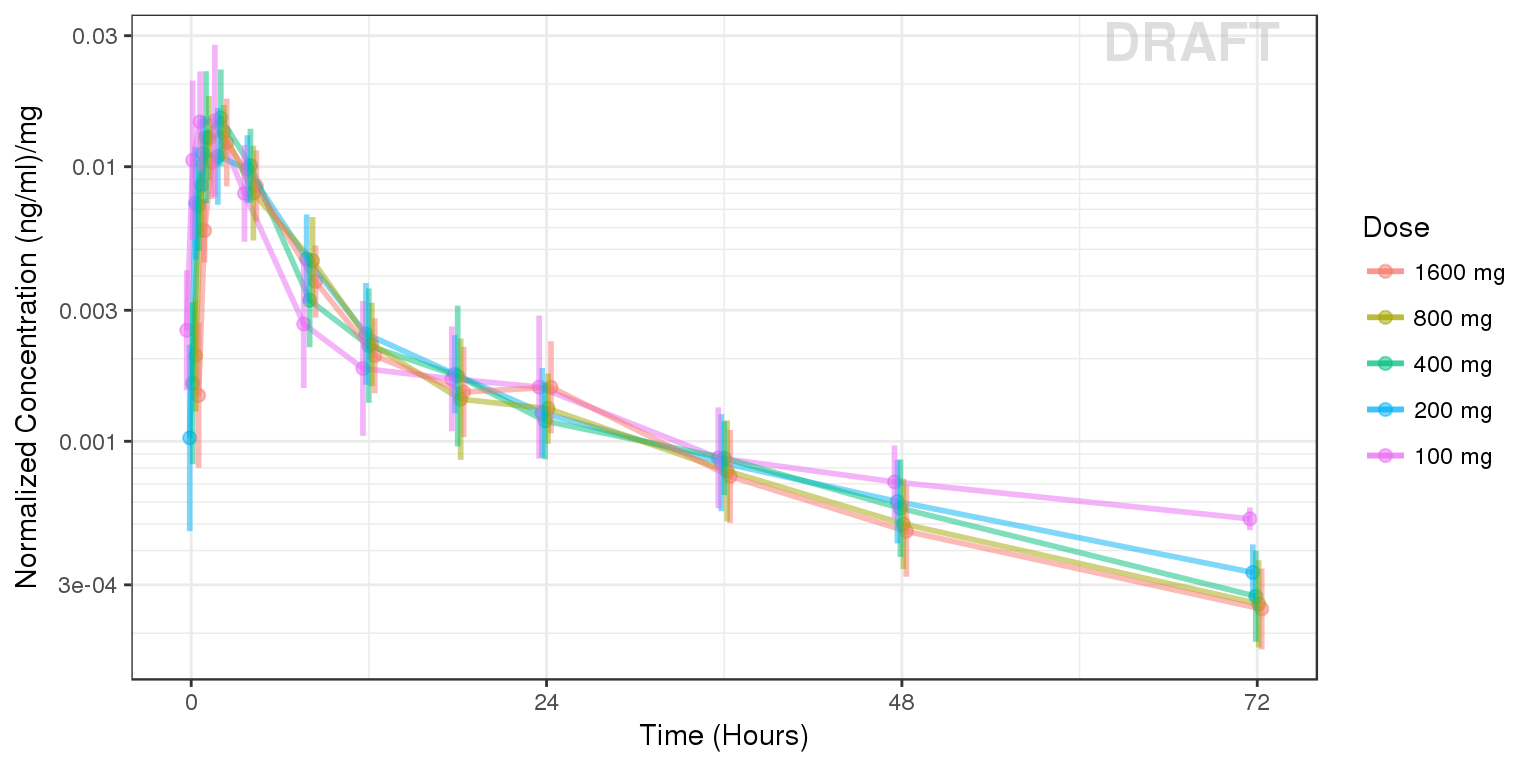 DRAFT
0.03
0.01
0.003
0.001
3e-04
Normalized Concentration (ng/ml)/mg
0
24
48
72
Time (Hours)
Dose
1600 mg
800 mg
400 mg
200 mg
100 mg